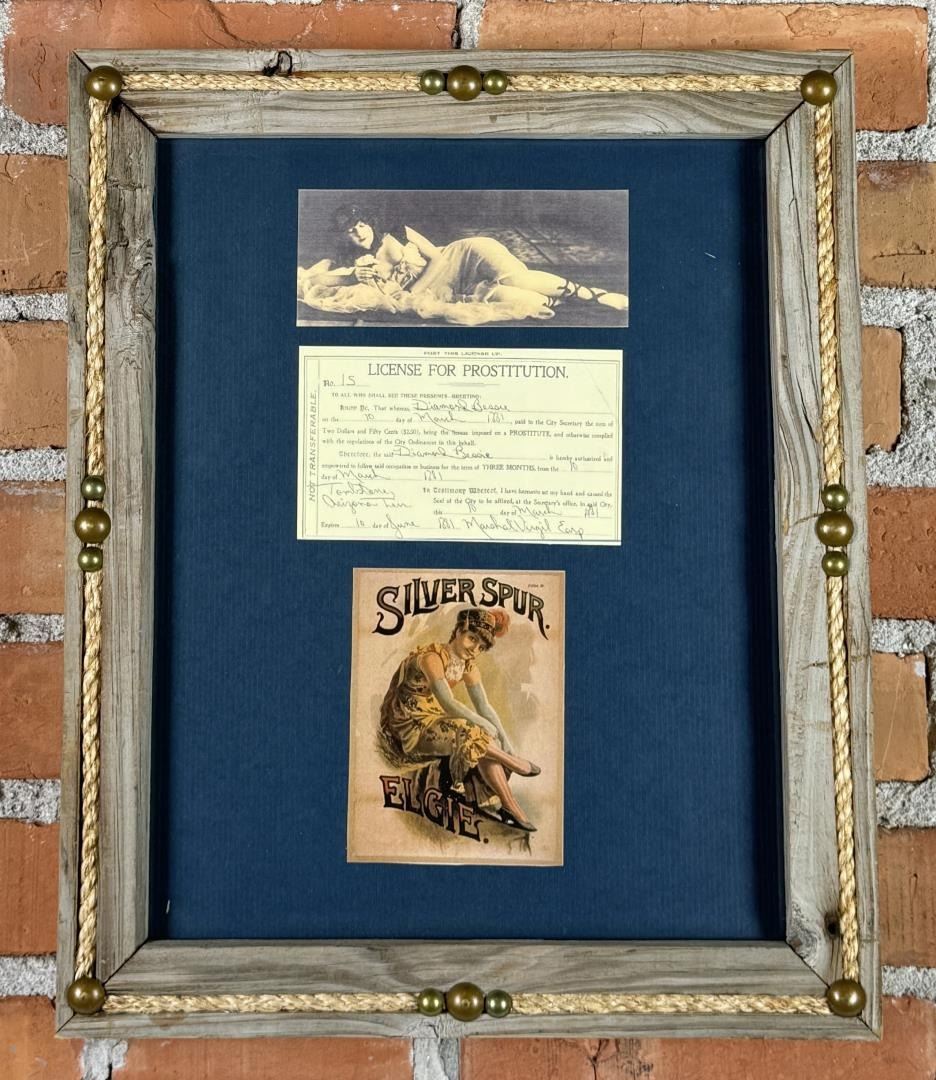 POST THIS LICENSE UP.
LICENSE FOR PROSTITUTION.
No. 15
NOT TRANSFERABLE.
TO ALL WHO SHALL SEE THESE PRESENTS—GREETING:
Know Ye, That whereas Diamond Bessie
on the 10 day of March 1881, paid to the City Secretary the sum of
Two Dollars and Fifty Cents ($2.50), being the license imposed on a PROSTITUTE, and otherwise complied
with the regulations of the City Ordinances in this behalf.
Therefore, the said Diamond Bessie is hereby authorized and
empowered to follow said occupation or business for the term of THREE MONTHS, from the 10
day of March 1881
Tombstone
Arizona Terr
In Testimony Whereof, I have hereunto set my hand and caused the
Seal of the City to be affixed, at the Secretary's office, in said City,
this 10 day of March 1881
Expires 10 day of June 1881 Marshal Virgil Earp
SILVER SPUR.
ELGIE.